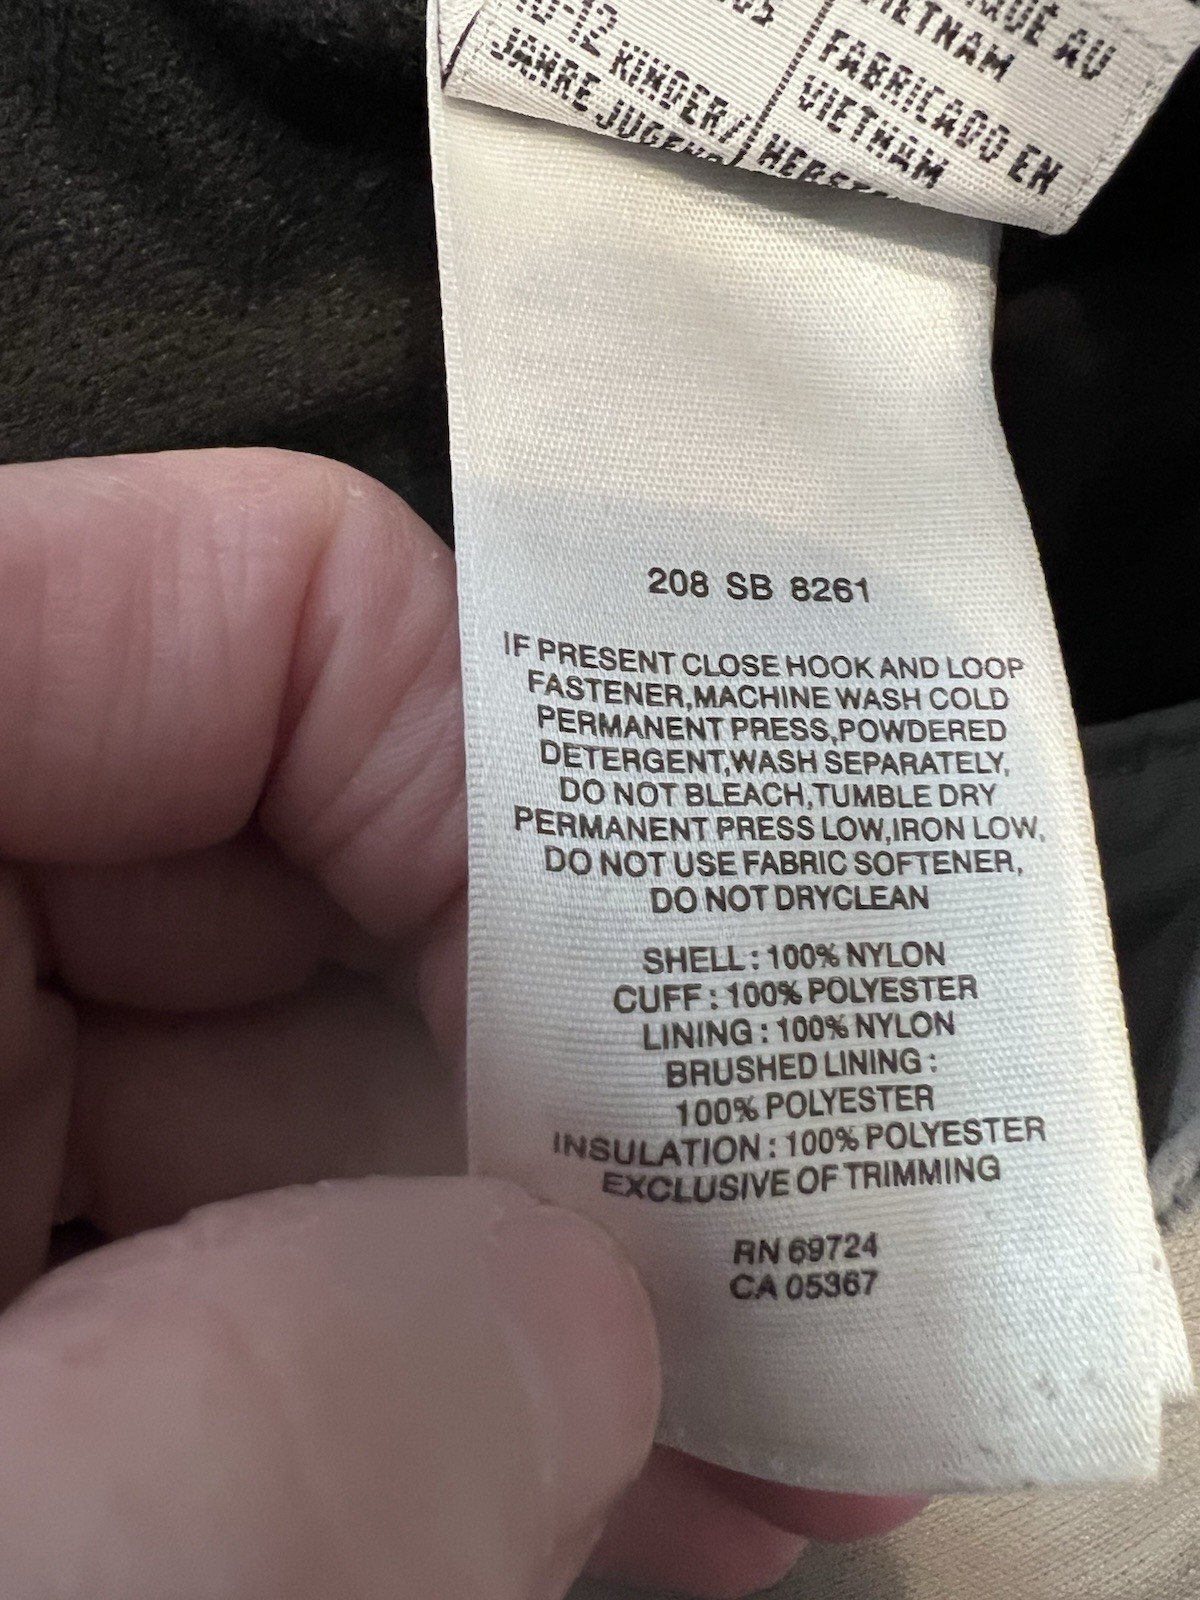 10-12 KINDER/
JAHRE
FABRICADO EN
VIETNAM
QUÉ AU
VIETNAM
208 SB 8261
IF PRESENT CLOSE HOOK AND LOOP
FASTENER,MACHINE WASH COLD
PERMANENT PRESS,POWDERED
DETERGENT,WASH SEPARATELY,
DO NOT BLEACH,TUMBLE DRY
PERMANENT PRESS LOW,IRON LOW,
DO NOT USE FABRIC SOFTENER,
DO NOT DRYCLEAN
SHELL : 100% NYLON
CUFF : 100% POLYESTER
LINING : 100% NYLON
BRUSHED LINING :
100% POLYESTER
INSULATION : 100% POLYESTER
EXCLUSIVE OF TRIMMING
RN 69724
CA 05367